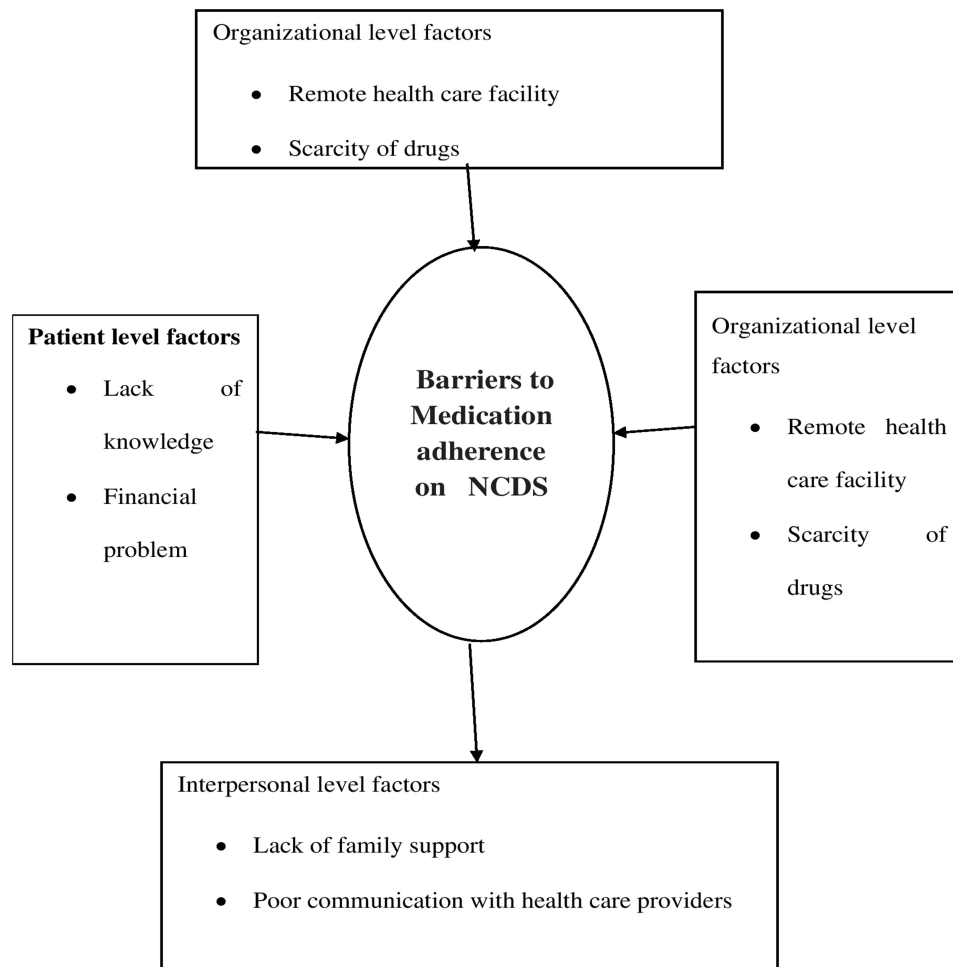 Organizational level factors
• Remote health care facility
• Scarcity of drugs
Patient level factors
• Lack of
knowledge
• Financial
problem
Barriers to
Medication
adherence
on NCDS
Organizational level
factors
• Remote health
care facility
• Scarcity of
drugs
Interpersonal level factors
• Lack of family support
• Poor communication with health care providers